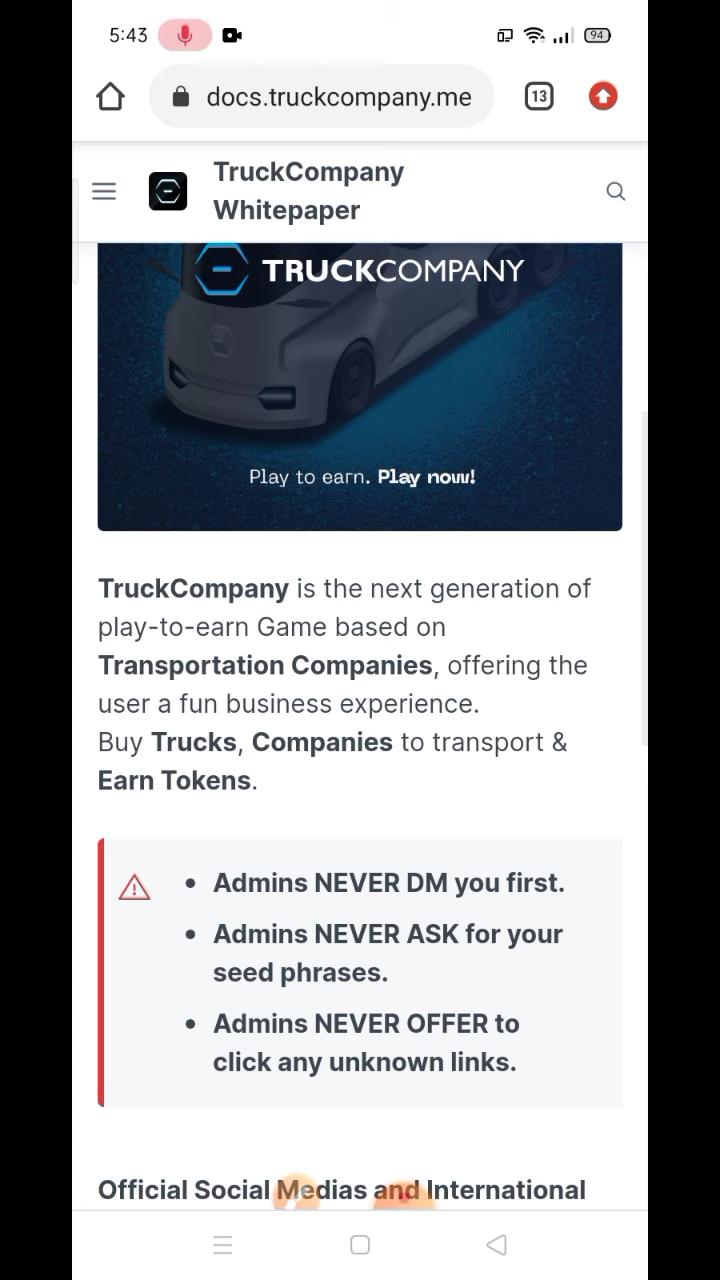 5:43
94
docs.truckcompany.me
13
TruckCompany
Whitepaper
TRUCKCOMPANY
Play to earn. Play now!
TruckCompany is the next generation of
play-to-earn Game based on
Transportation Companies, offering the
user a fun business experience.
Buy Trucks, Companies to transport &
Earn Tokens.
• Admins NEVER DM you first.
• Admins NEVER ASK for your
seed phrases.
• Admins NEVER OFFER to
click any unknown links.
Official Social Medias and International